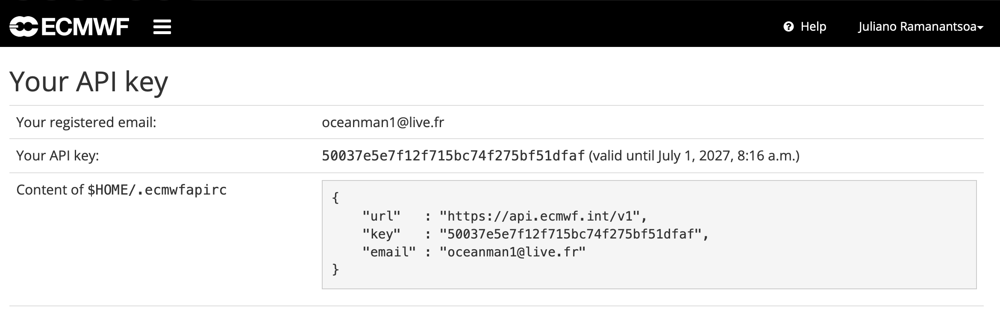 ECMWF
Help
Juliano Ramanantsoa
Your API key
Your registered email: oceanman1@live.fr
Your API key: 50037e5e7f12f715bc74f275bf51dfaf (valid until July 1, 2027, 8:16 a.m.)
Content of $HOME/.ecmwfapirc
{
    "url"   : "https://api.ecmwf.int/v1",
    "key"   : "50037e5e7f12f715bc74f275bf51dfaf",
    "email" : "oceanman1@live.fr"
}